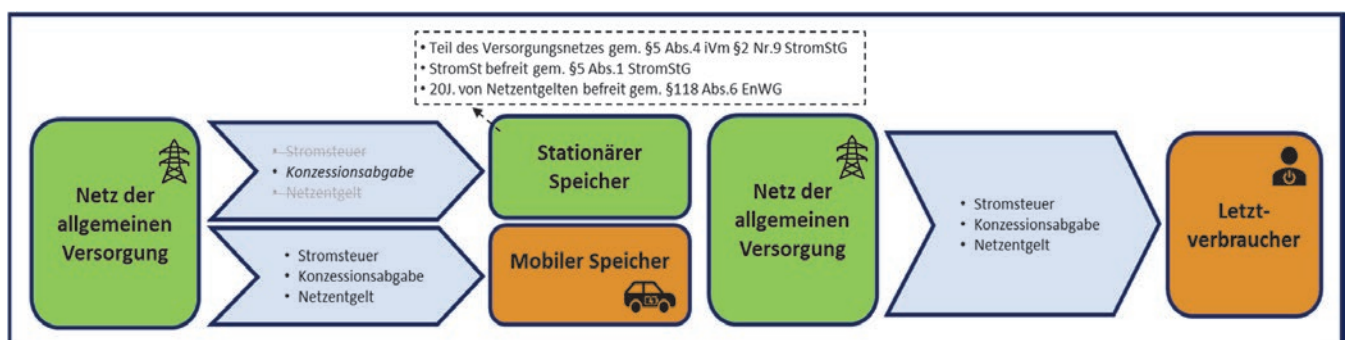 • Teil des Versorgungsnetzes gem. §5 Abs.4 iVm §2 Nr.9 StromStG
• StromSt befreit gem. §5 Abs.1 StromStG
• 20J. von Netzentgelten befreit gem. §118 Abs.6 EnWG
Netz der
allgemeinen
Versorgung
• Stromsteuer
• Konzessionsabgabe
• Netzentgelt
Stationärer
Speicher
• Stromsteuer
• Konzessionsabgabe
• Netzentgelt
Mobiler Speicher
Netz der
allgemeinen
Versorgung
• Stromsteuer
• Konzessionsabgabe
• Netzentgelt
Letzt-
verbraucher